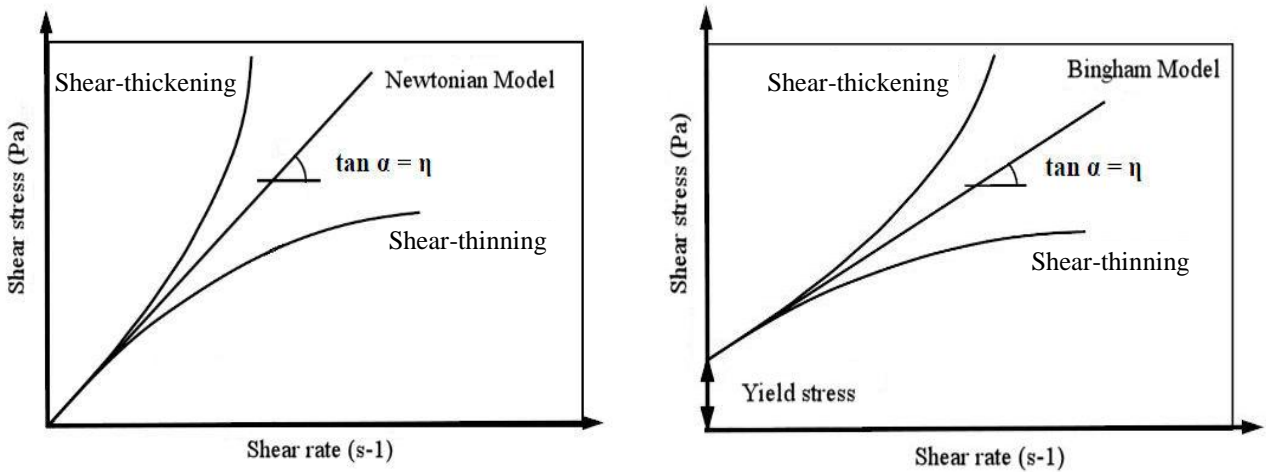 Shear stress (Pa)
Shear-thickening
Newtonian Model
tan α = η
Shear-thinning
Shear rate (s-1)
Shear stress (Pa)
Shear-thickening
Bingham Model
tan α = η
Shear-thinning
Yield stress
Shear rate (s-1)